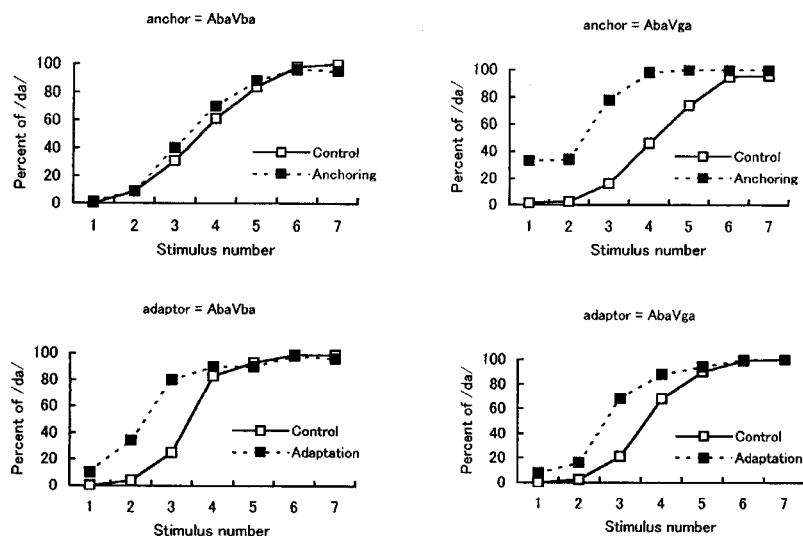 anchor = AbaVba
Percent of /da/
100
80
60
40
20
0
1 2 3 4 5 6 7
Stimulus number
Control
Anchoring
anchor = AbaVga
Percent of /da/
100
80
60
40
20
0
1 2 3 4 5 6 7
Stimulus number
Control
Anchoring
adaptor = AbaVba
Percent of /da/
100
80
60
40
20
0
1 2 3 4 5 6 7
Stimulus number
Control
Adaptation
adaptor = AbaVga
Percent of /da/
100
80
60
40
20
0
1 2 3 4 5 6 7
Stimulus number
Control
Adaptation